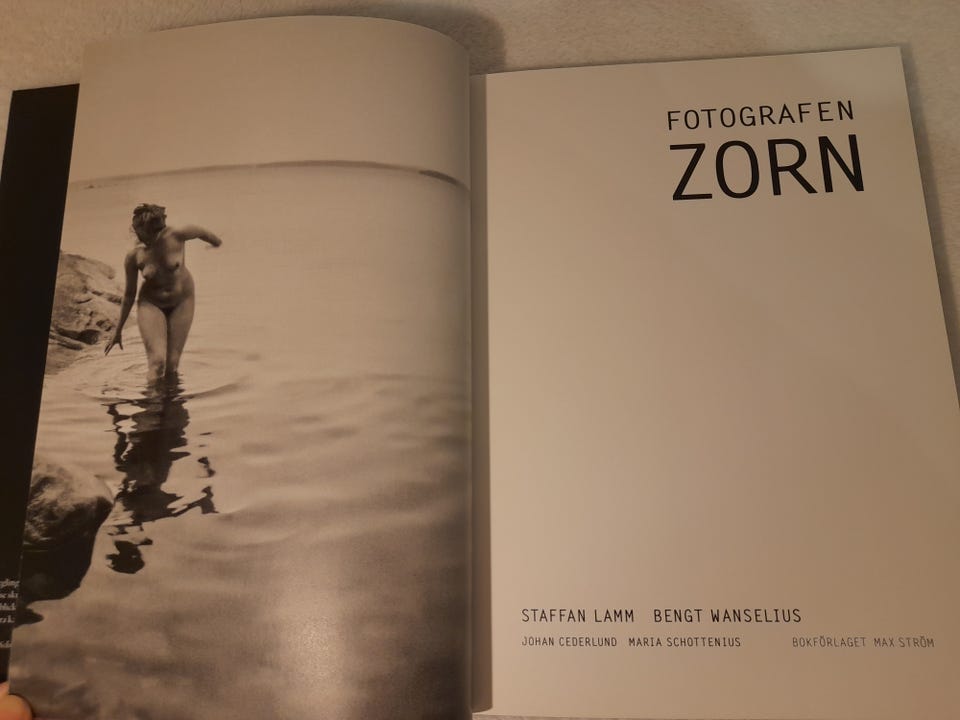 FOTOGRAFEN
ZORN
STAFFAN LAMM BENGT WANSELIUS
JOHAN CEDERLUND MARIA SCHOTTENIUS BOKFÖRLAGET MAX STRÖM